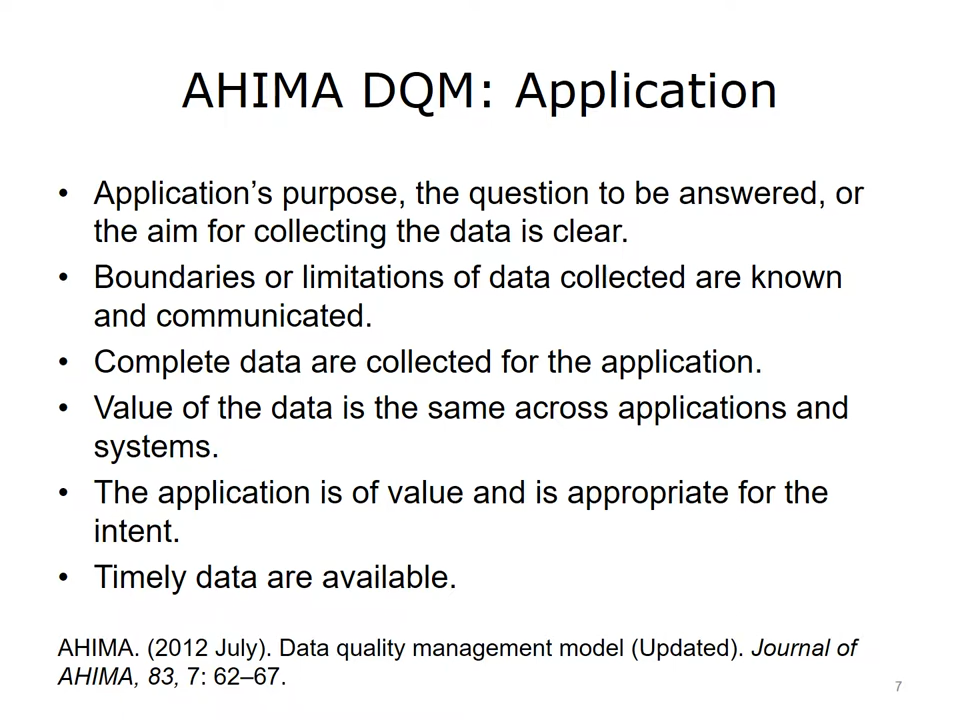 AHIMA DQM: Application
• Application’s purpose, the question to be answered, or
the aim for collecting the data is clear.
• Boundaries or limitations of data collected are known
and communicated.
• Complete data are collected for the application.
• Value of the data is the same across applications and
systems.
• The application is of value and is appropriate for the
intent.
• Timely data are available.
AHIMA. (2012 July). Data quality management model (Updated). Journal of
AHIMA, 83, 7: 62–67.
7